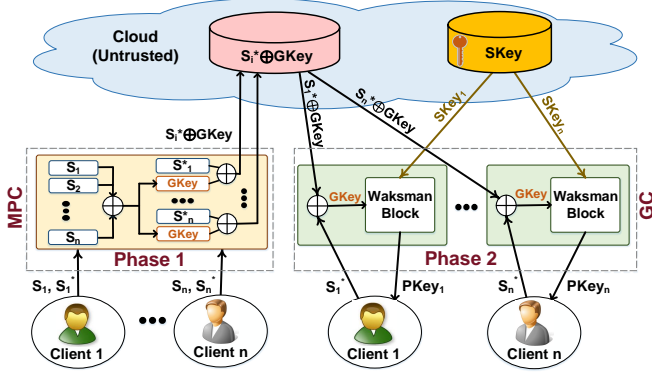 Cloud
(Untrusted)
Sᵢ*⊕GKey
SKey
S₁*⊕GKey
Sₙ*⊕GKey
SKey₁
SKeyₙ
Sᵢ*⊕GKey
MPC
S₁
S₂
Sₙ
S*₁
GKey
S*ₙ
GKey
Phase 1
GKey
Waksman
Block
GKey
Waksman
Block
Phase 2
GC
S₁, S₁*
Sₙ, Sₙ*
S₁*
PKey₁
Sₙ*
PKeyₙ
Client 1
Client n
Client 1
Client n